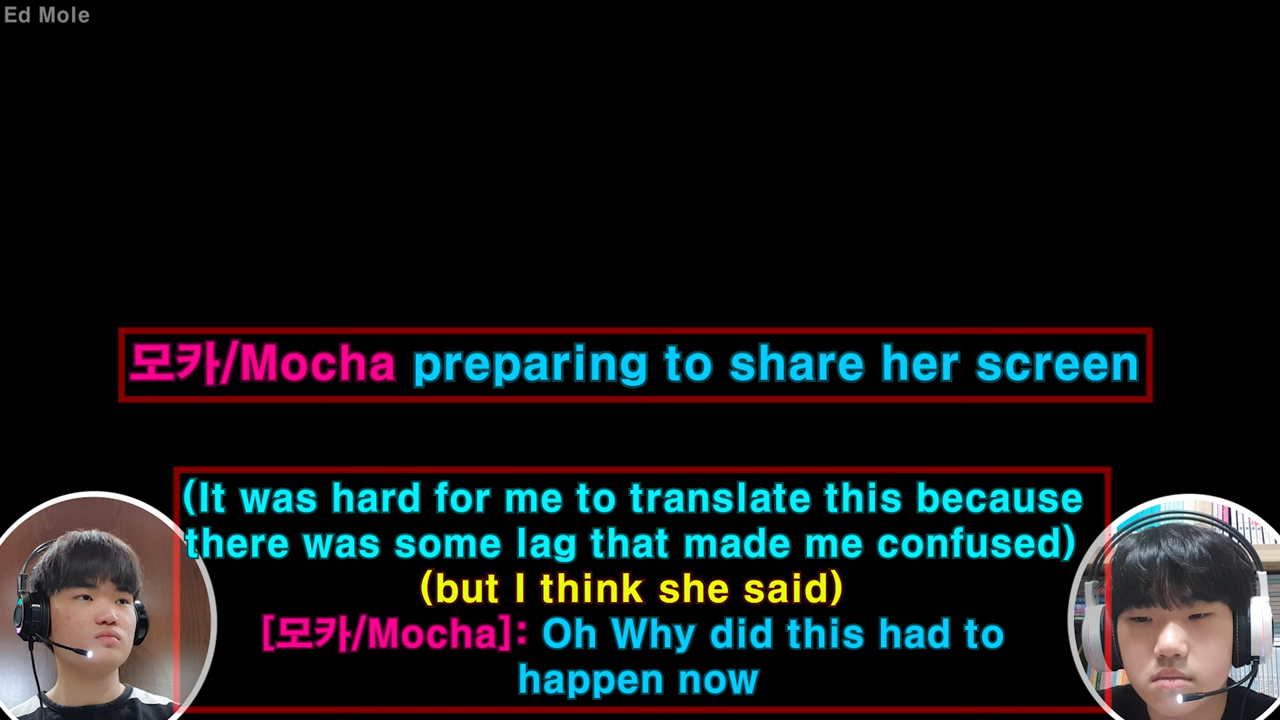 Ed Mole
모카/Mocha preparing to share her screen
(It was hard for me to translate this because
there was some lag that made me confused)
(but I think she said)
[모카/Mocha]: Oh Why did this had to
happen now